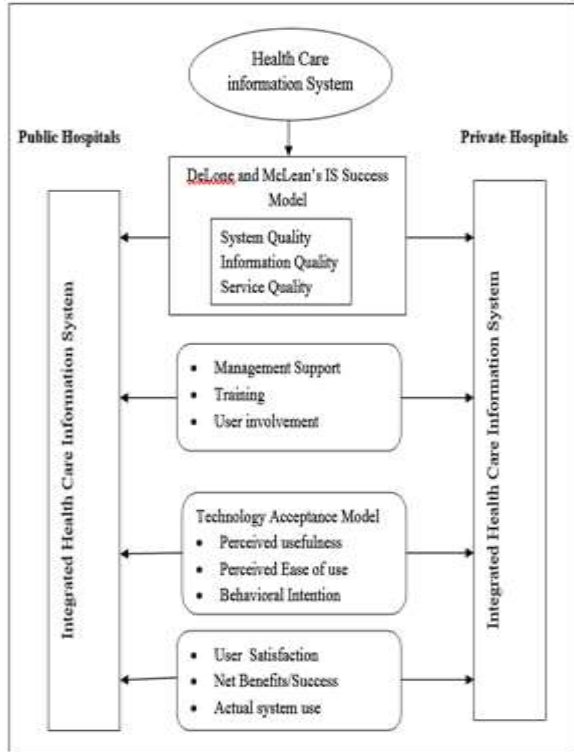 Health Care
information System
Public Hospitals
Private Hospitals
DeLone and McLean's IS Success
Model
System Quality
Information Quality
Service Quality
• Management Support
• Training
• User involvement
Technology Acceptance Model
• Perceived usefulness
• Perceived Ease of use
• Behavioral Intention
• User Satisfaction
• Net Benefits/Success
• Actual system use
Integrated Health Care Information System
Integrated Health Care Information System